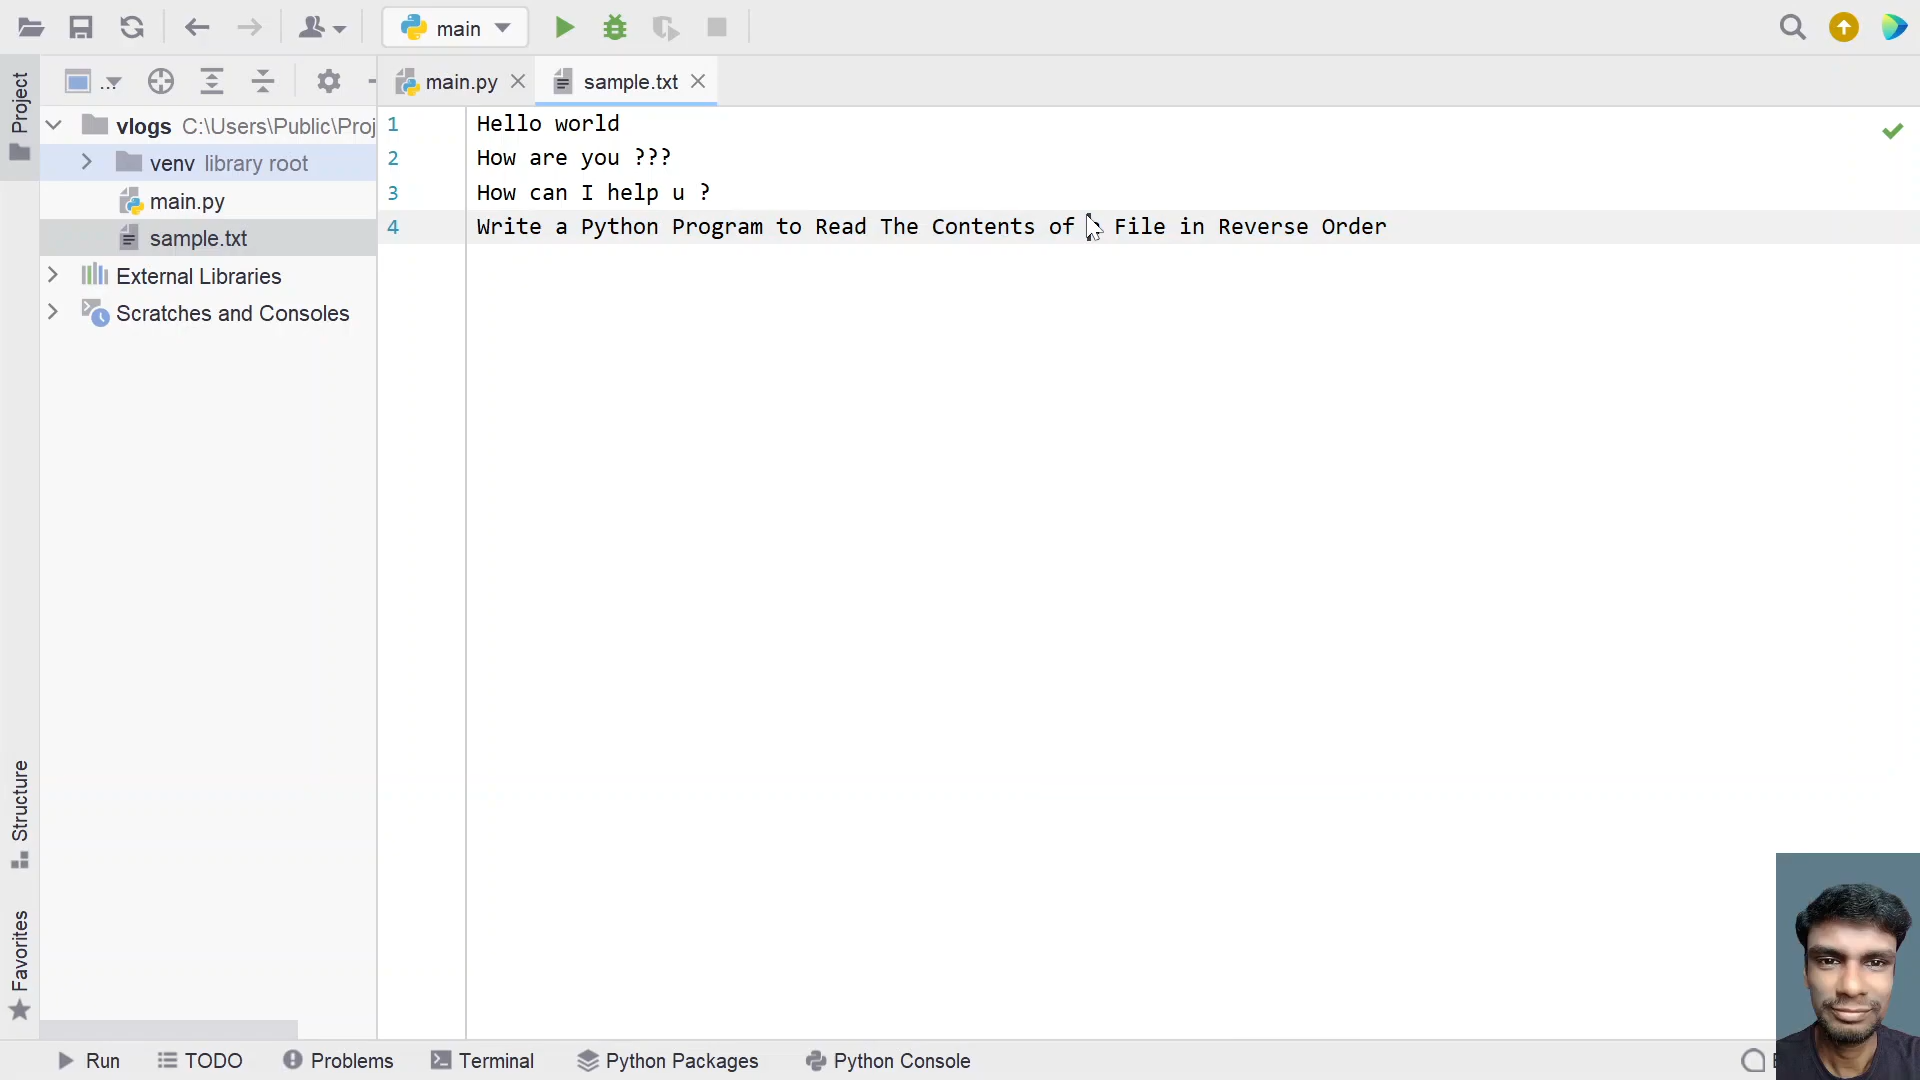 main
Project
...
main.py
sample.txt
vlogs C:\Users\Public\Proj
venv library root
main.py
sample.txt
External Libraries
Scratches and Consoles
1 Hello world
2 How are you ???
3 How can I help u ?
4 Write a Python Program to Read The Contents of File in Reverse Order
Structure
Favorites
Run
TODO
Problems
Terminal
Python Packages
Python Console